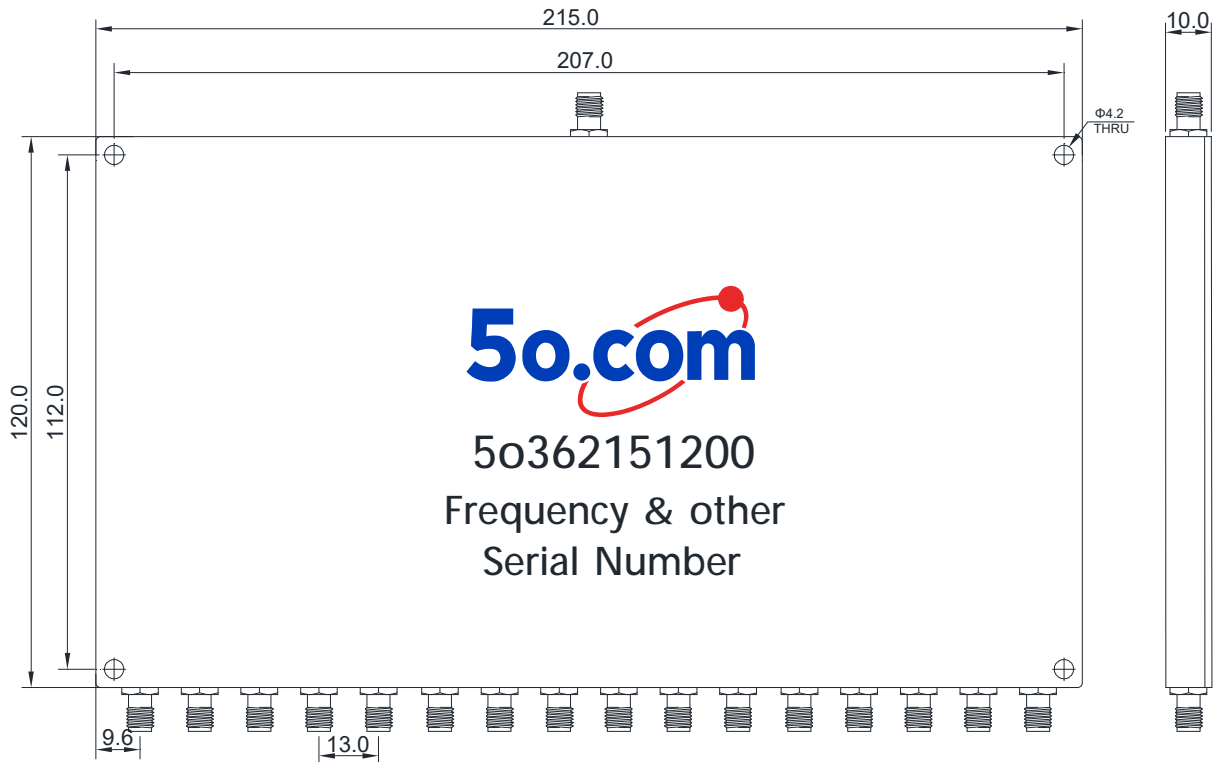 215.0
10.0
207.0
Φ4.2
THRU
120.0
112.0
5o.com
5o362151200
Frequency & other
Serial Number
9.6
13.0